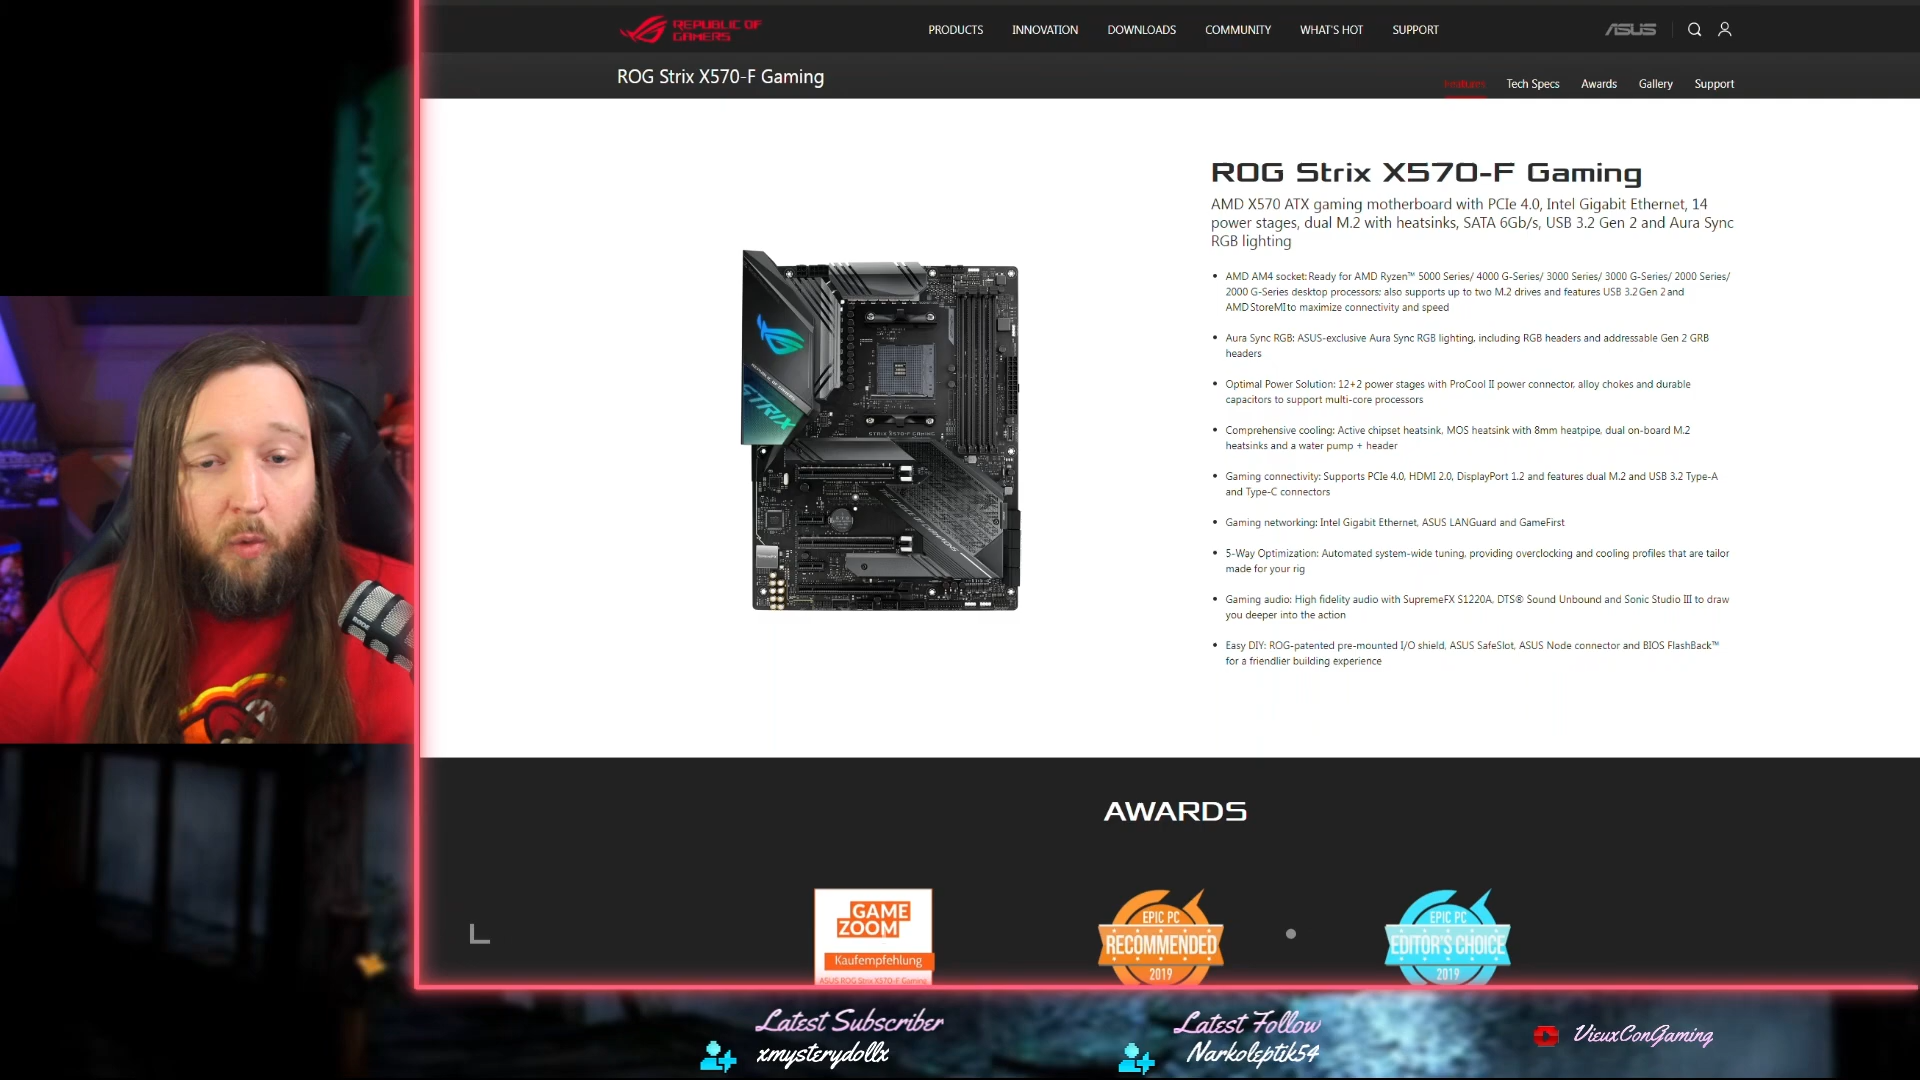 REPUBLIC OF
GAMERS
PRODUCTS
INNOVATION
DOWNLOADS
COMMUNITY
WHAT'S HOT
SUPPORT
ASUS
ROG Strix X570-F Gaming
Features
Tech Specs
Awards
Gallery
Support
ROG Strix X570-F Gaming
AMD X570 ATX gaming motherboard with PCIe 4.0, Intel Gigabit Ethernet, 14
power stages, dual M.2 with heatsinks, SATA 6Gb/s, USB 3.2 Gen 2 and Aura Sync
RGB lighting
• AMD AM4 socket: Ready for AMD Ryzen™ 5000 Series/ 4000 G-Series/ 3000 Series/ 3000 G-Series/ 2000 Series/
2000 G-Series desktop processors; also supports up to two M.2 drives and features USB 3.2 Gen 2 and
AMD StoreMI to maximize connectivity and speed
• Aura Sync RGB: ASUS-exclusive Aura Sync RGB lighting, including RGB headers and addressable Gen 2 GRB
headers
• Optimal Power Solution: 12+2 power stages with ProCool II power connector, alloy chokes and durable
capacitors to support multi-core processors
• Comprehensive cooling: Active chipset heatsink, MOS heatsink with 8mm heatpipe, dual on-board M.2
heatsinks and a water pump + header
• Gaming connectivity: Supports PCIe 4.0, HDMI 2.0, DisplayPort 1.2 and features dual M.2 and USB 3.2 Type-A
and Type-C connectors
• Gaming networking: Intel Gigabit Ethernet, ASUS LANGuard and GameFirst
• 5-Way Optimization: Automated system-wide tuning, providing overclocking and cooling profiles that are tailor
made for your rig
• Gaming audio: High fidelity audio with SupremeFX S1220A, DTS® Sound Unbound and Sonic Studio III to draw
you deeper into the action
• Easy DIY: ROG-patented pre-mounted I/O shield, ASUS SafeSlot, ASUS Node connector and BIOS FlashBack™
for a friendlier building experience
REPUBLIC OF GAMERS
STRIX
STRIX X570-F GAMING
RODE
AWARDS
GAME
ZOOM
Kaufempfehlung
ASUS ROG Strix X570-F Gaming
EPIC PC
RECOMMENDED
2019
EPIC PC
EDITOR'S CHOICE
2019
Latest Subscriber
xmysterydollx
Latest Follow
Narkoleptik54
VieuxConGaming